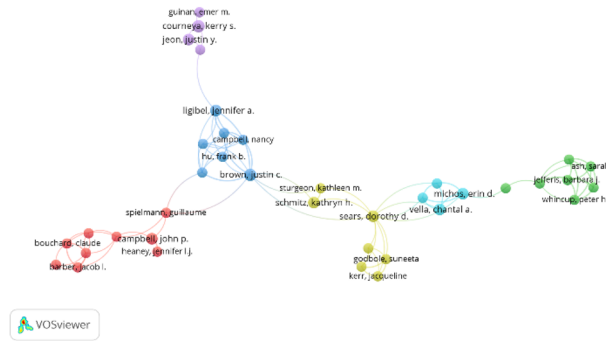 guinan, emer m.
courneya, kerry s.
jeon, justin y.
ligibel, jennifer a.
campbell, nancy
hu, frank b.
brown, justin c.
ash, sarah
jefferis, barbara j.
whincup, peter h
sturgeon, kathleen m.
michos, erin d.
schmitz, kathryn h.
vella, chantal a.
sears, dorothy d.
spielmann, guillaume
bouchard, claude
campbell, john p.
heaney, jennifer l.j.
barber, jacob l.
godbole, suneeta
kerr, jacqueline
VOSviewer